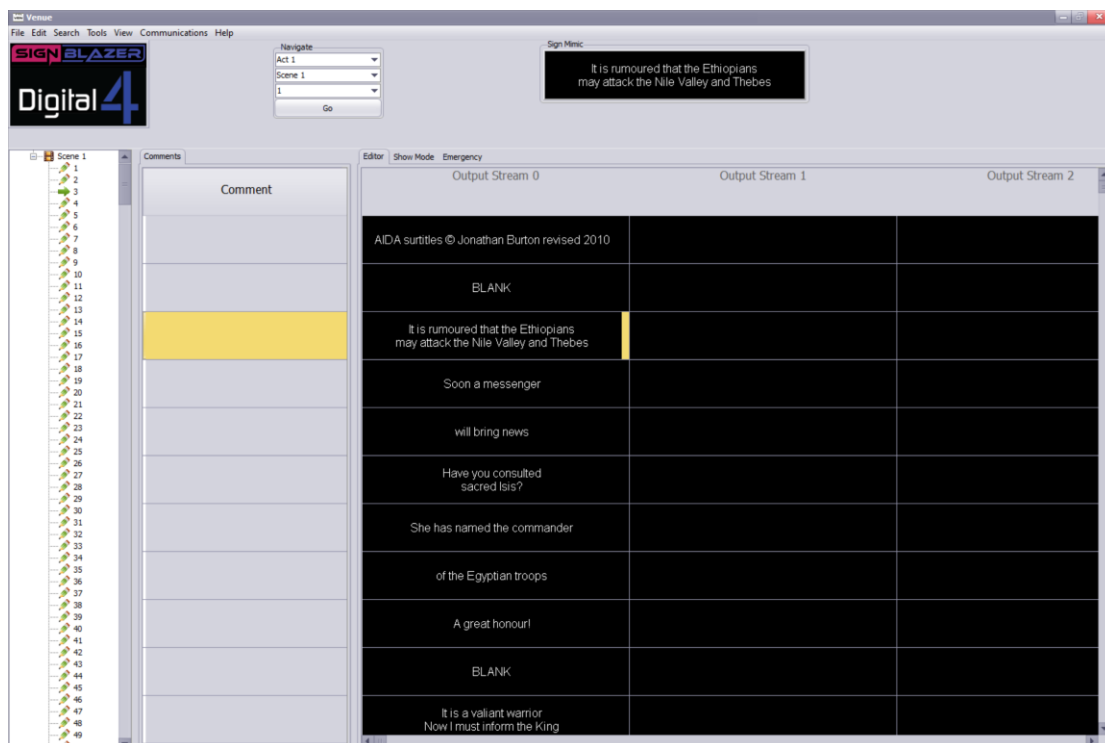 Venue
File Edit Search Tools View Communications Help
SIGN BLAZER
Digital 4
Navigate
Act 1
Scene 1
1
Go
Sign Mimic
It is rumoured that the Ethiopians
may attack the Nile Valley and Thebes
Scene 1
1
2
3
4
5
6
7
8
9
10
11
12
13
14
15
16
17
18
19
20
21
22
23
24
25
26
27
28
29
30
31
32
33
34
35
36
37
38
39
40
41
42
43
44
45
46
47
48
49
Comments
Comment
Editor Show Mode Emergency
Output Stream 0 Output Stream 1 Output Stream 2
AIDA surtitles © Jonathan Burton revised 2010
BLANK
It is rumoured that the Ethiopians
may attack the Nile Valley and Thebes
Soon a messenger
will bring news
Have you consulted
sacred Isis?
She has named the commander
of the Egyptian troops
A great honour!
BLANK
It is a valiant warrior
Now I must inform the King